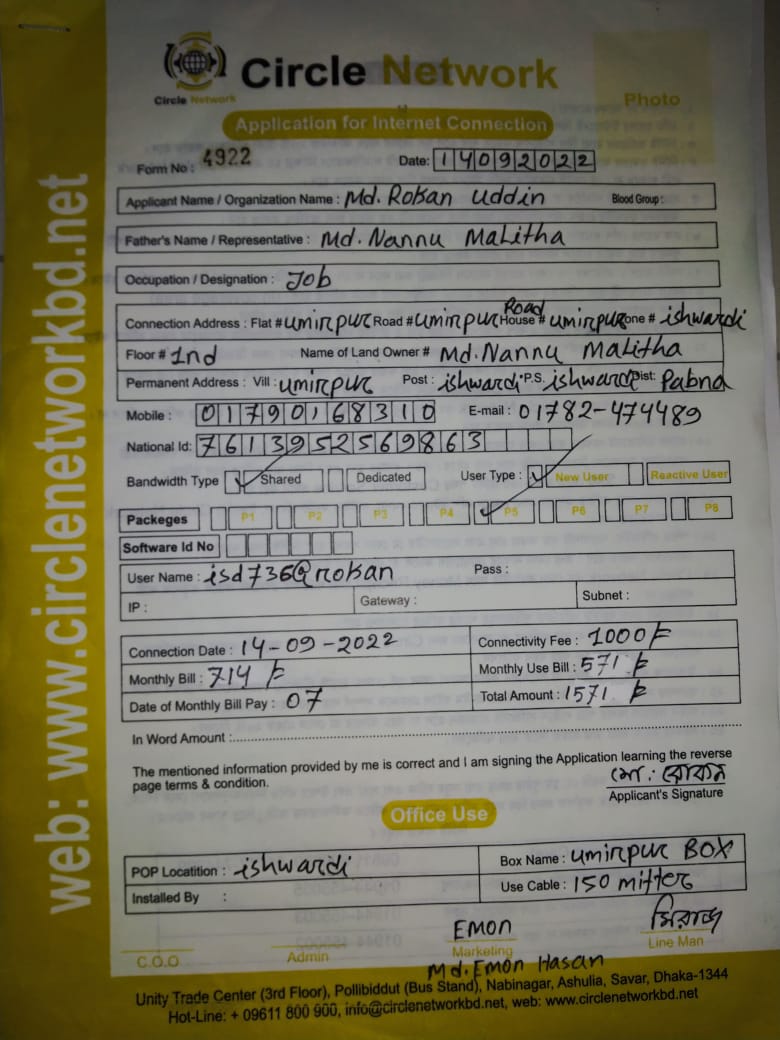 Circle Network
Circle Network
Photo
Application for Internet Connection
Form No : 4922
Date: 14092022
Applicant Name / Organization Name : Md. Rokan uddin Blood Group :
Father's Name / Representative : Md. Nannu Malitha
Occupation / Designation : Job
Connection Address : Flat # umirpur Road # umirpur Road House # umirpur Zone # ishwardi
Floor # 1nd Name of Land Owner # Md. Nannu Malitha
Permanent Address : Vill : umirpur Post : ishwardi P.S. ishwardi Dist: Pabna
Mobile : 01790168310 E-mail : 01782-474489
National Id: 7613952569863
Bandwidth Type Shared Dedicated User Type : New User Reactive User
Packeges P1 P2 P3 P4 P5 P6 P7 P8
Software Id No
User Name : isd736@rokan Pass :
IP : Gateway : Subnet :
Connection Date : 14-09-2022 Connectivity Fee : 1000/=
Monthly Bill : 714 /= Monthly Use Bill : 571 /=
Date of Monthly Bill Pay : 07 Total Amount : 1571 /=
In Word Amount :
The mentioned information provided by me is correct and I am signing the Application learning the reverse
page terms & condition.
মো: রোকান
Applicant's Signature
Office Use
POP Locatition : ishwardi Box Name : umirpur BOX
Installed By : Use Cable : 150 mitter
EMON মিরাজ
C.O.O Admin Marketing Line Man
Md. Emon Hasan
Unity Trade Center (3rd Floor), Pollibiddut (Bus Stand), Nabinagar, Ashulia, Savar, Dhaka-1344
Hot-Line: + 09611 800 900, info@circlenetworkbd.net, web: www.circlenetworkbd.net
web: www.circlenetworkbd.net